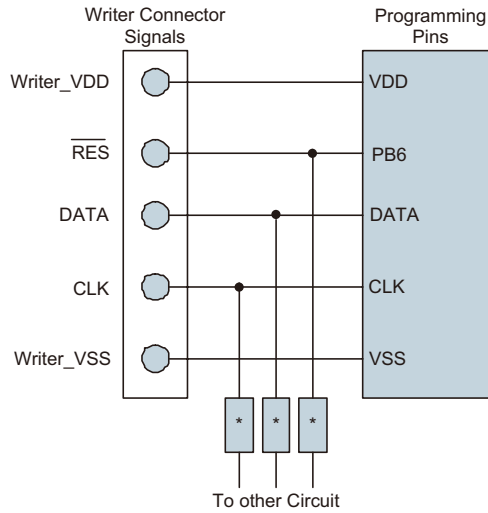 Writer Connector
Signals
Programming
Pins
Writer_VDD
VDD
RES
PB6
DATA
DATA
CLK
CLK
Writer_VSS
VSS
* * *
To other Circuit